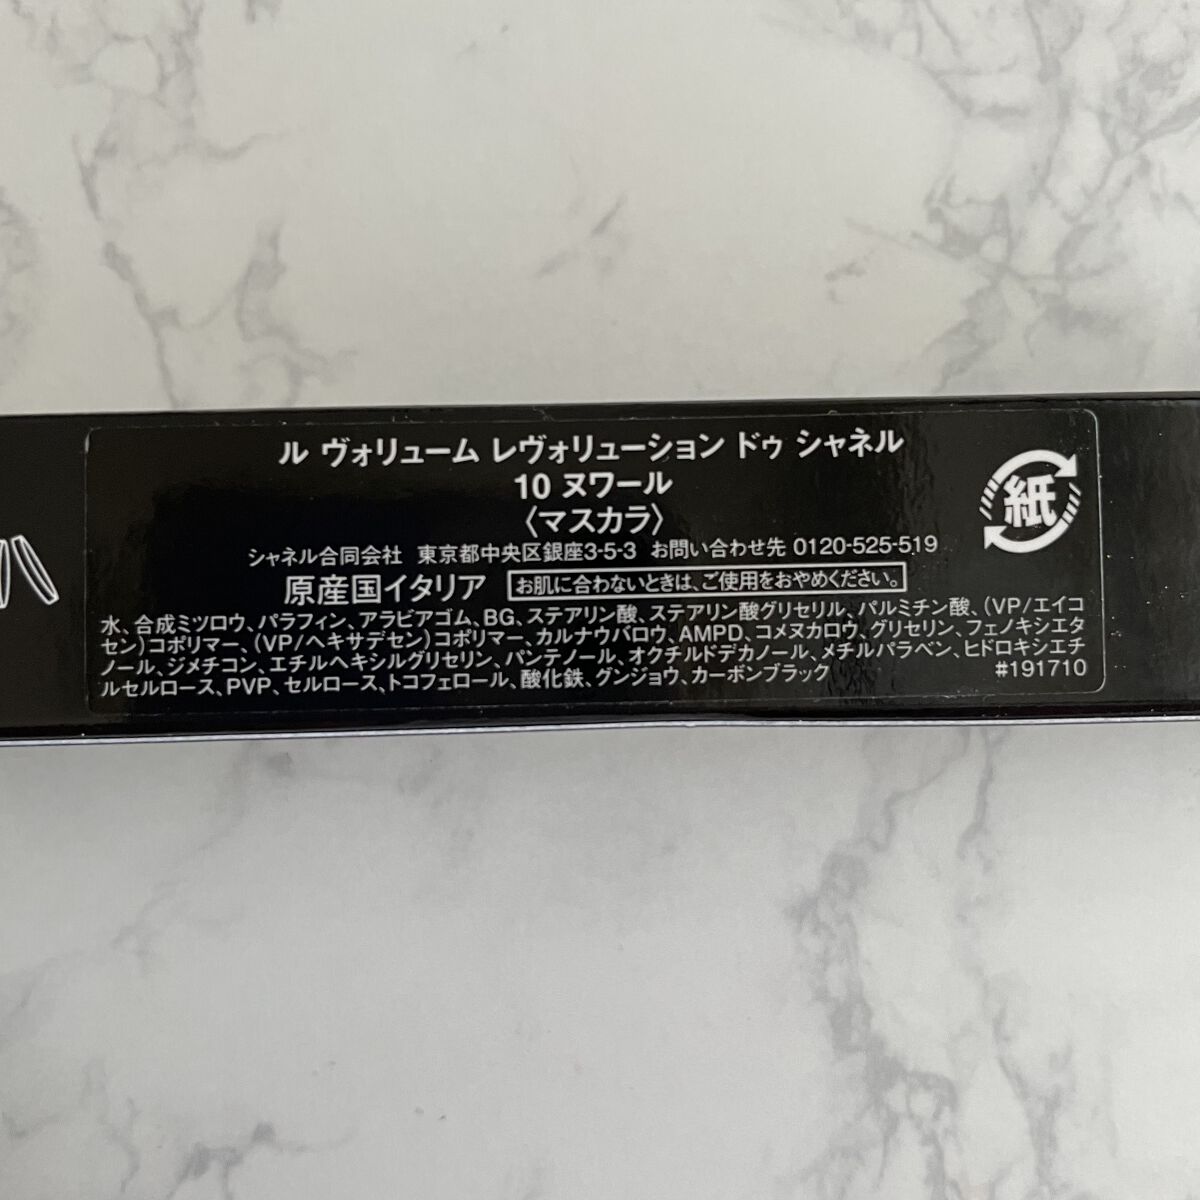 ル ヴォリューム レヴォリューション ドゥ シャネル
10 ヌワール
〈マスカラ〉
紙
シャネル合同会社 東京都中央区銀座3-5-3 お問い合わせ先 0120-525-519
原産国イタリア お肌に合わないときは、ご使用をおやめください。
水、合成ミツロウ、パラフィン、アラビアゴム、BG、ステアリン酸、ステアリン酸グリセリル、パルミチン酸、(VP/エイコ
セン)コポリマー、(VP/ヘキサデセン)コポリマー、カルナウバロウ、AMPD、コメヌカロウ、グリセリン、フェノキシエタ
ノール、ジメチコン、エチルヘキシルグリセリン、パンテノール、オクチルドデカノール、メチルパラベン、ヒドロキシエチ
ルセルロース、PVP、セルロース、トコフェロール、酸化鉄、グンジョウ、カーボンブラック #191710